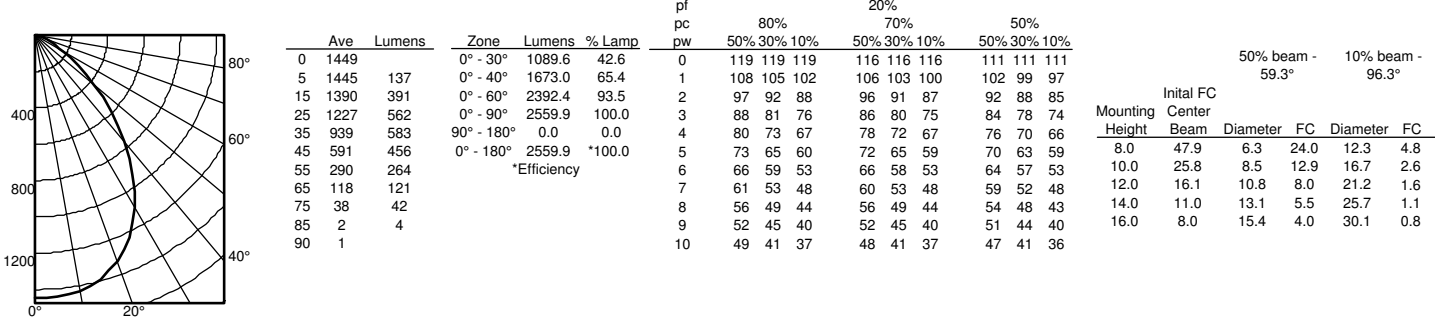 80°
60°
40°
20°
0°
400
800
1200
Ave Lumens
0 1449
5 1445 137
15 1390 391
25 1227 562
35 939 583
45 591 456
55 290 264
65 118 121
75 38 42
85 2 4
90 1
Zone Lumens % Lamp
0° - 30° 1089.6 42.6
0° - 40° 1673.0 65.4
0° - 60° 2392.4 93.5
0° - 90° 2559.9 100.0
90° - 180° 0.0 0.0
0° - 180° 2559.9 *100.0
*Efficiency
pf 20%
pc 80% 70% 50%
pw 50% 30% 10% 50% 30% 10% 50% 30% 10%
0 119 119 119 116 116 116 111 111 111
1 108 105 102 106 103 100 102 99 97
2 97 92 88 96 91 87 92 88 85
3 88 81 76 86 80 75 84 78 74
4 80 73 67 78 72 67 76 70 66
5 73 65 60 72 65 59 70 63 59
6 66 59 53 66 58 53 64 57 53
7 61 53 48 60 53 48 59 52 48
8 56 49 44 56 49 44 54 48 43
9 52 45 40 52 45 40 51 44 40
10 49 41 37 48 41 37 47 41 36
50% beam - 10% beam -
59.3° 96.3°
Inital FC
Mounting Center
Height Beam Diameter FC Diameter FC
8.0 47.9 6.3 24.0 12.3 4.8
10.0 25.8 8.5 12.9 16.7 2.6
12.0 16.1 10.8 8.0 21.2 1.6
14.0 11.0 13.1 5.5 25.7 1.1
16.0 8.0 15.4 4.0 30.1 0.8